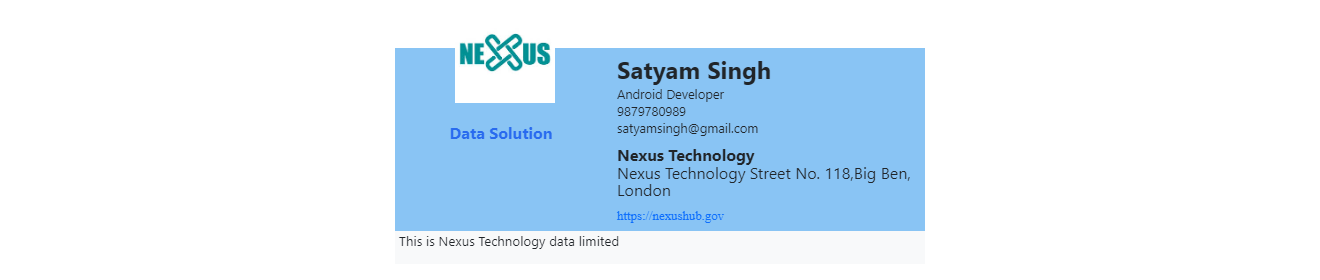 NEXUS
Data Solution
Satyam Singh
Android Developer
9879780989
satyamsingh@gmail.com
Nexus Technology
Nexus Technology Street No. 118,Big Ben,
London
https://nexushub.gov
This is Nexus Technology data limited